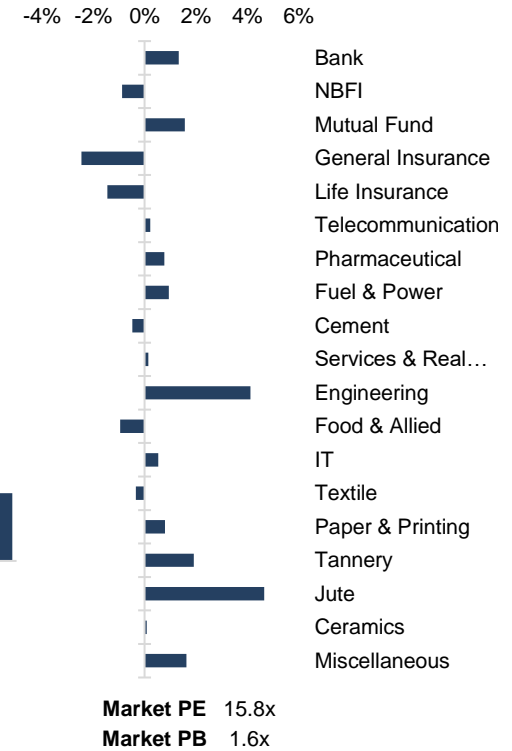 -4% -2% 0% 2% 4% 6%
Bank
NBFI
Mutual Fund
General Insurance
Life Insurance
Telecommunication
Pharmaceutical
Fuel & Power
Cement
Services & Real…
Engineering
Food & Allied
IT
Textile
Paper & Printing
Tannery
Jute
Ceramics
Miscellaneous
Market PE 15.8x
Market PB 1.6x